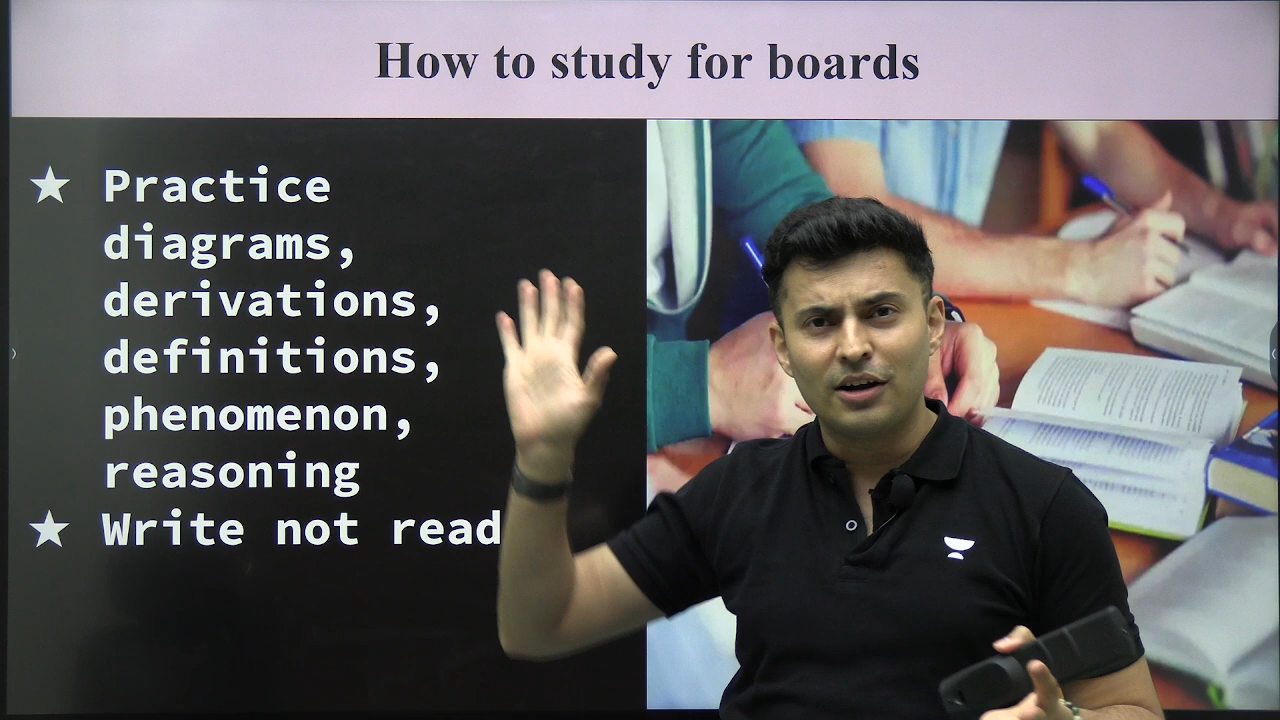 How to study for boards
★ Practice
diagrams,
derivations,
definitions,
phenomenon,
reasoning
★ Write not read